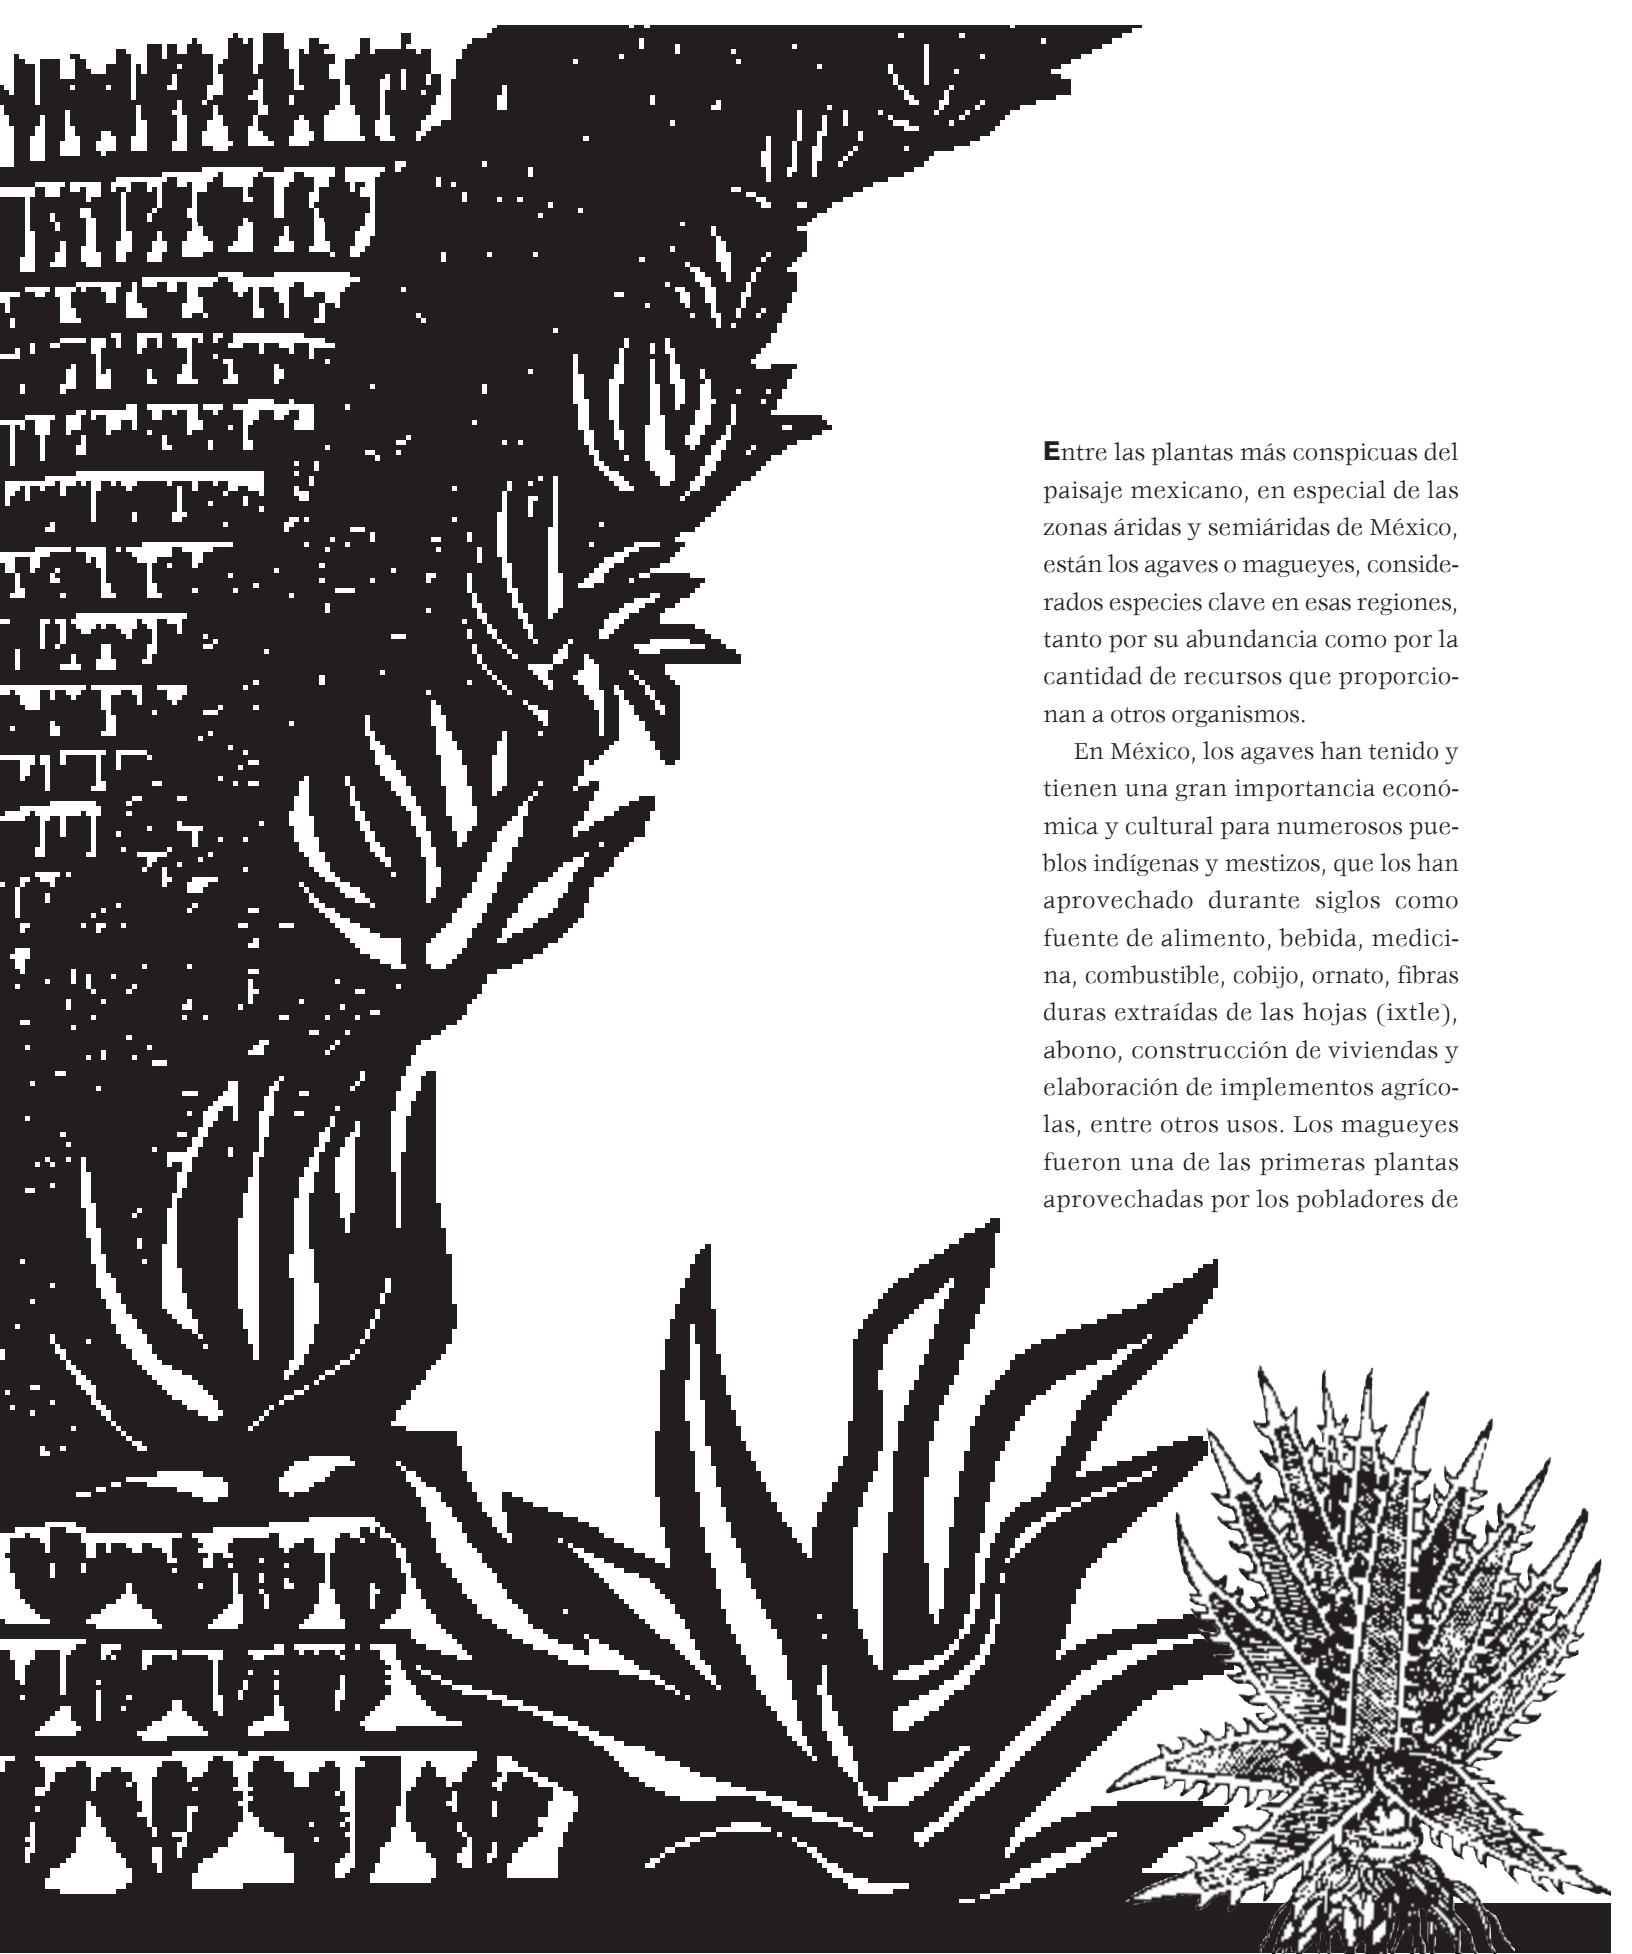 Entre las plantas más conspicuas del
paisaje mexicano, en especial de las
zonas áridas y semiáridas de México,
están los agaves o magueyes, conside-
rados especies clave en esas regiones,
tanto por su abundancia como por la
cantidad de recursos que proporcio-
nan a otros organismos.
En México, los agaves han tenido y
tienen una gran importancia econó-
mica y cultural para numerosos pue-
blos indígenas y mestizos, que los han
aprovechado durante siglos como
fuente de alimento, bebida, medici-
na, combustible, cobijo, ornato, fibras
duras extraídas de las hojas (ixtle),
abono, construcción de viviendas y
elaboración de implementos agríco-
las, entre otros usos. Los magueyes
fueron una de las primeras plantas
aprovechadas por los pobladores de